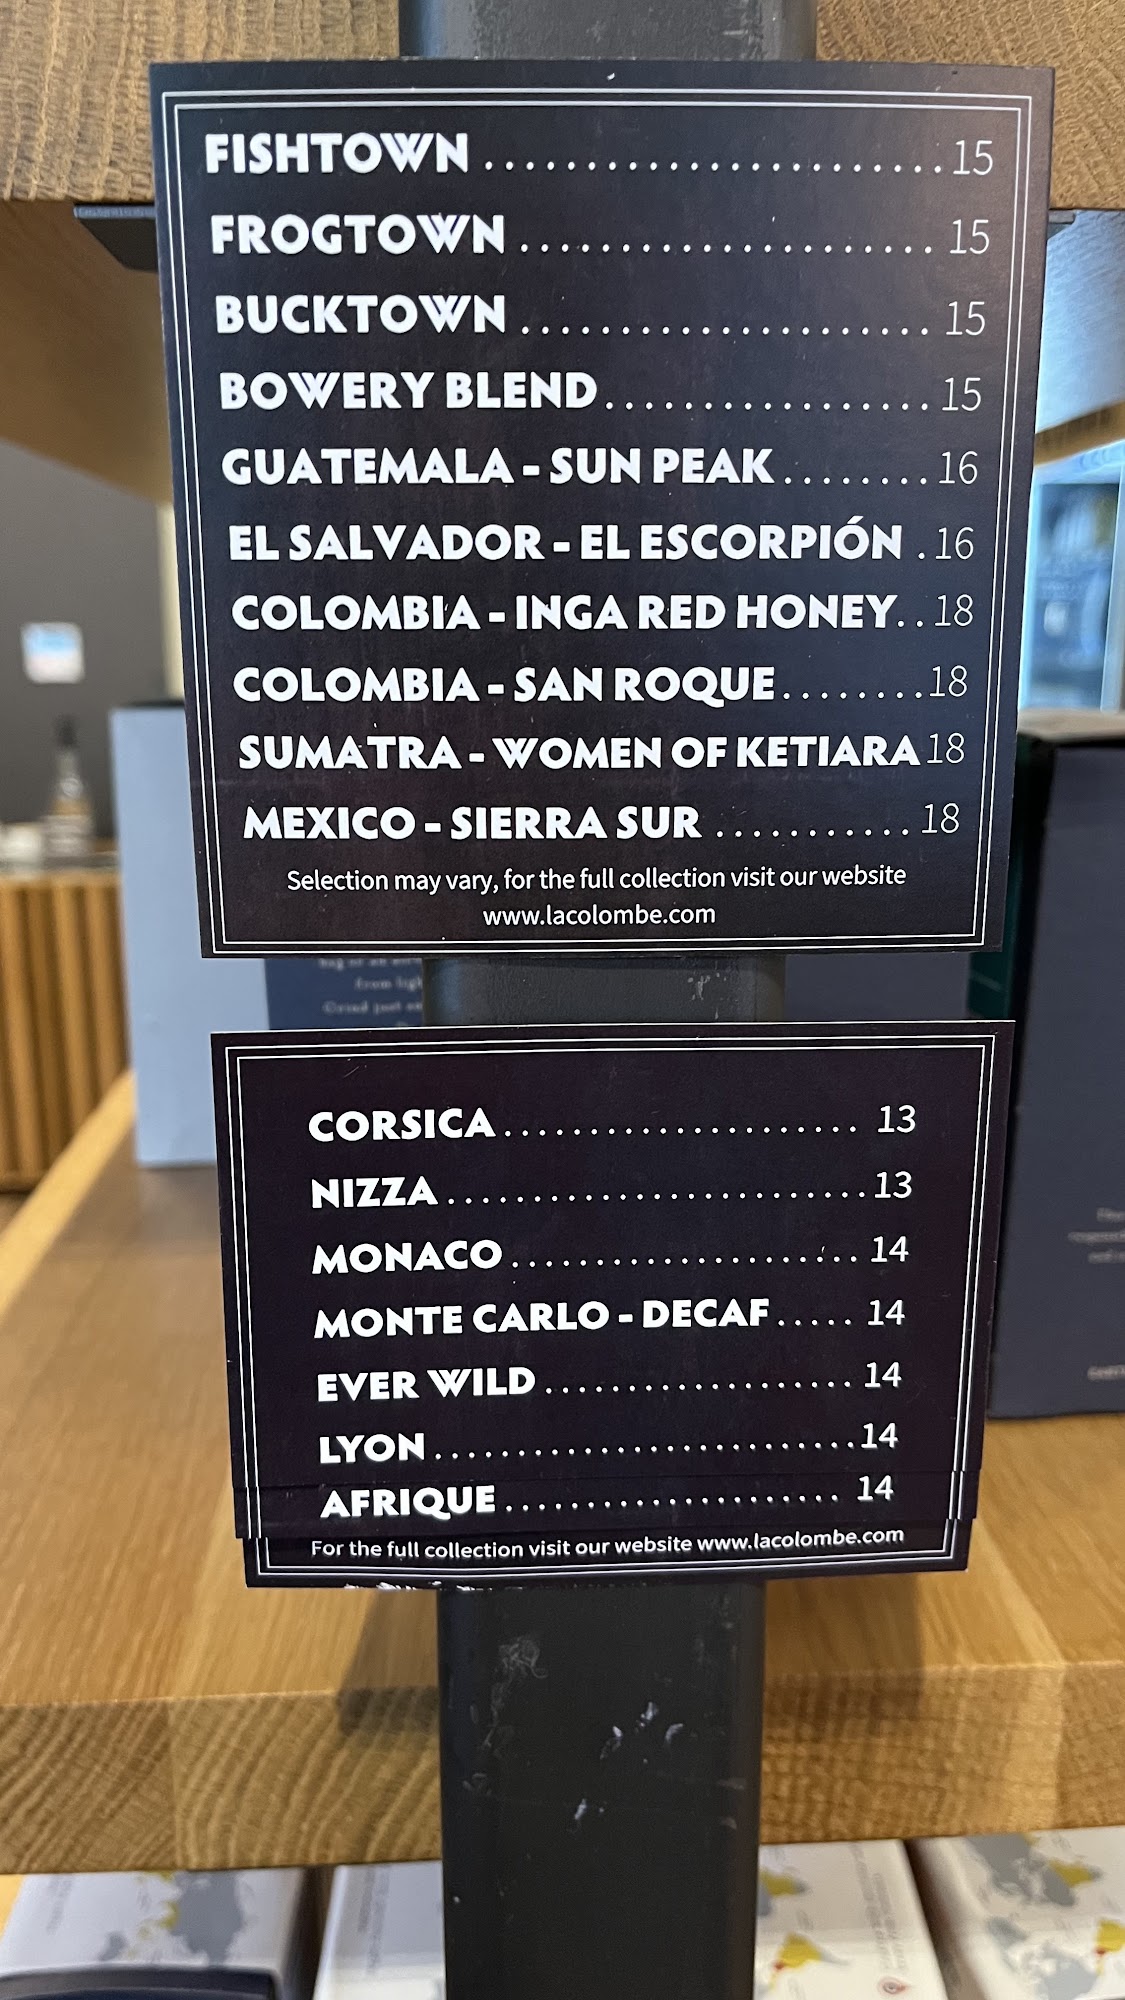 FISHTOWN ....................... 15
FROGTOWN ..................... 15
BUCKTOWN ..................... 15
BOWERY BLEND................. 15
GUATEMALA - SUN PEAK........ 16
EL SALVADOR - EL ESCORPIÓN . 16
COLOMBIA - INGA RED HONEY.. 18
COLOMBIA - SAN ROQUE........ 18
SUMATRA - WOMEN OF KETIARA 18
MEXICO - SIERRA SUR ........... 18
Selection may vary, for the full collection visit our website
www.lacolombe.com
from
CORSICA...................... 13
NIZZA.......................... 13
MONACO ..................... 14
MONTE CARLO - DECAF..... 14
EVER WILD ................... 14
LYON.......................... 14
AFRIQUE ..................... 14
For the full collection visit our website www.lacolombe.com